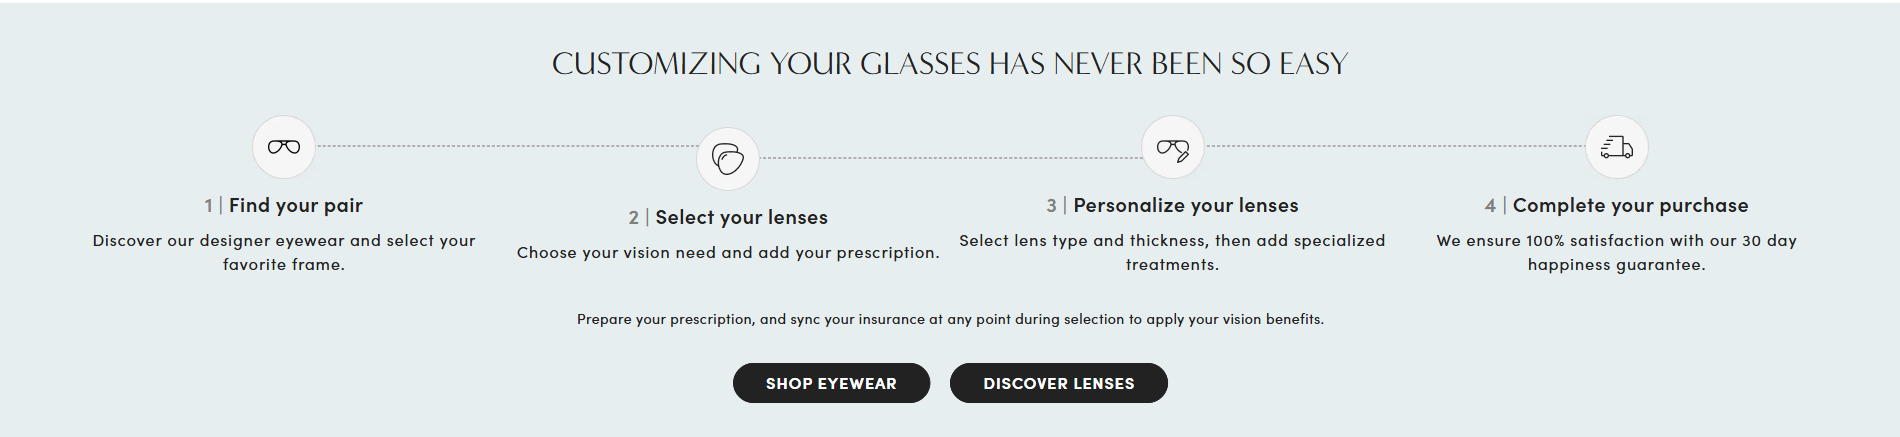 CUSTOMIZING YOUR GLASSES HAS NEVER BEEN SO EASY
1 | Find your pair
Discover our designer eyewear and select your
favorite frame.
2 | Select your lenses
Choose your vision need and add your prescription.
3 | Personalize your lenses
Select lens type and thickness, then add specialized
treatments.
4 | Complete your purchase
We ensure 100% satisfaction with our 30 day
happiness guarantee.
Prepare your prescription, and sync your insurance at any point during selection to apply your vision benefits.
SHOP EYEWEAR
DISCOVER LENSES